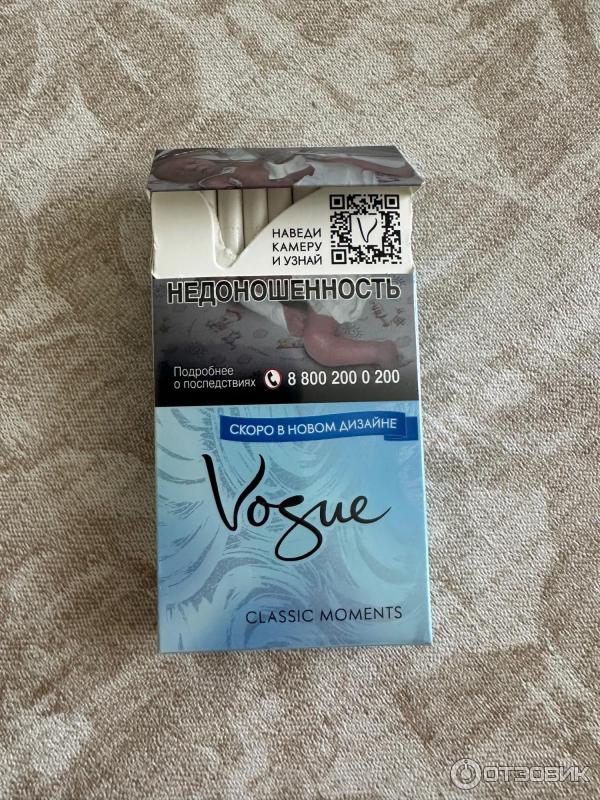 НАВЕДИ
КАМЕРУ
И УЗНАЙ
НЕДОНОШЕННОСТЬ
Подробнее
о последствиях 8 800 200 0 200
СКОРО В НОВОМ ДИЗАЙНЕ
Vogue
CLASSIC MOMENTS
ОТЗОВИК